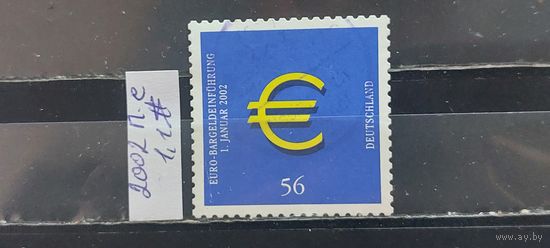 2002 п.с
1,1#
EURO-BARGELDEINFÜHRUNG
1. JANUAR 2002
€
DEUTSCHLAND
56
www.ay.by